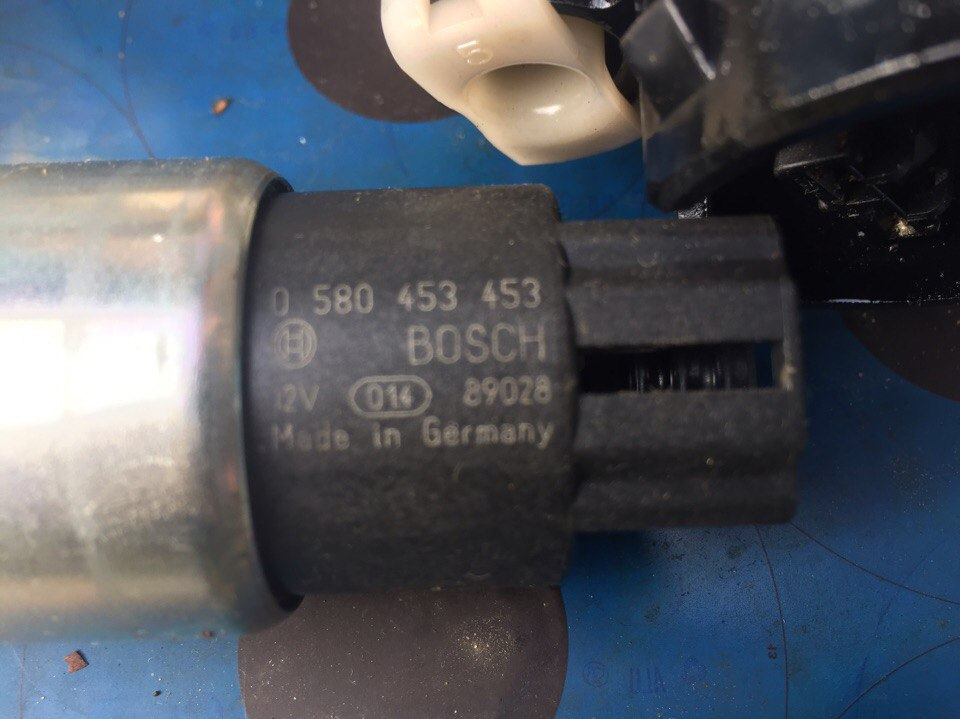 0 580 453 453
BOSCH
12V 014 89028
Made in Germany